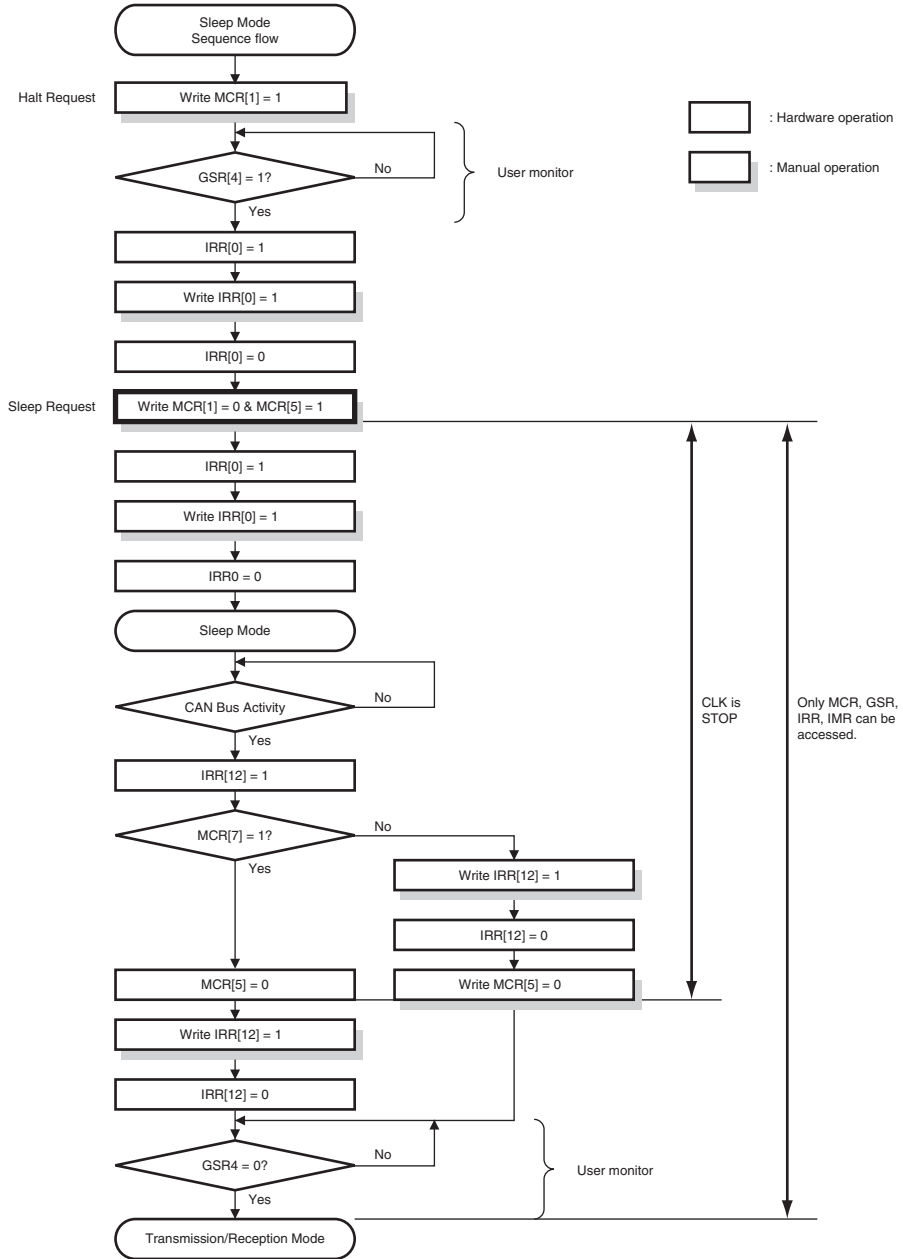 Sleep Mode
Sequence flow
Halt Request
Write MCR[1] = 1
: Hardware operation
: Manual operation
GSR[4] = 1?
No
User monitor
Yes
IRR[0] = 1
Write IRR[0] = 1
IRR[0] = 0
Sleep Request
Write MCR[1] = 0 & MCR[5] = 1
IRR[0] = 1
Write IRR[0] = 1
IRR0 = 0
Sleep Mode
CAN Bus Activity
No
Yes
CLK is
STOP
Only MCR, GSR,
IRR, IMR can be
accessed.
IRR[12] = 1
MCR[7] = 1?
No
Yes
Write IRR[12] = 1
IRR[12] = 0
MCR[5] = 0
Write MCR[5] = 0
Write IRR[12] = 1
IRR[12] = 0
GSR4 = 0?
No
User monitor
Yes
Transmission/Reception Mode